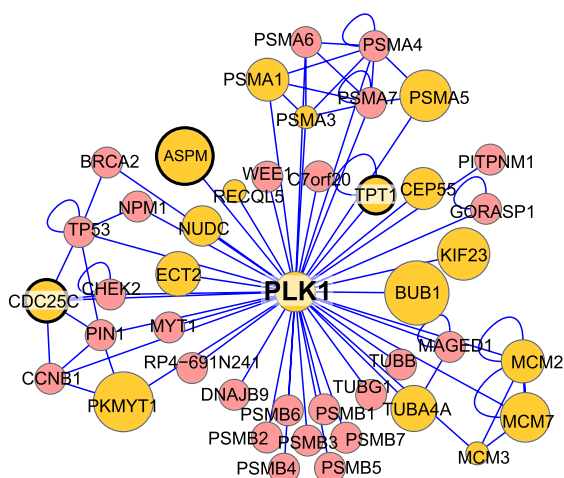 PSMA6
PSMA4
PSMA1
PSMA7
PSMA5
PSMA3
BRCA2
ASPM
WEE1
C7orf20
PITPNM1
RECQL5
TPT1
CEP55
NPM1
GORASP1
TP53
NUDC
KIF23
ECT2
CHEK2
PLK1
BUB1
CDC25C
MYT1
PIN1
MAGED1
RP4−691N241
TUBB
MCM2
CCNB1
DNAJB9
TUBG1
PKMYT1
PSMB6
PSMB1
TUBA4A
MCM7
PSMB2
PSMB3
PSMB7
MCM3
PSMB4
PSMB5